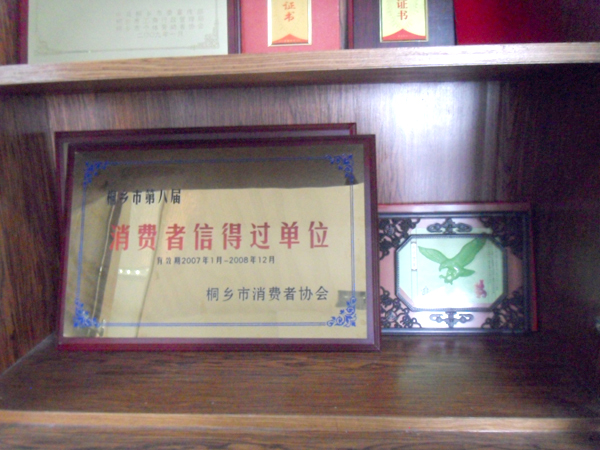 证书
证书
桐乡市第八届
消费者信得过单位
有效期2007年1月-2008年12月
桐乡市消费者协会